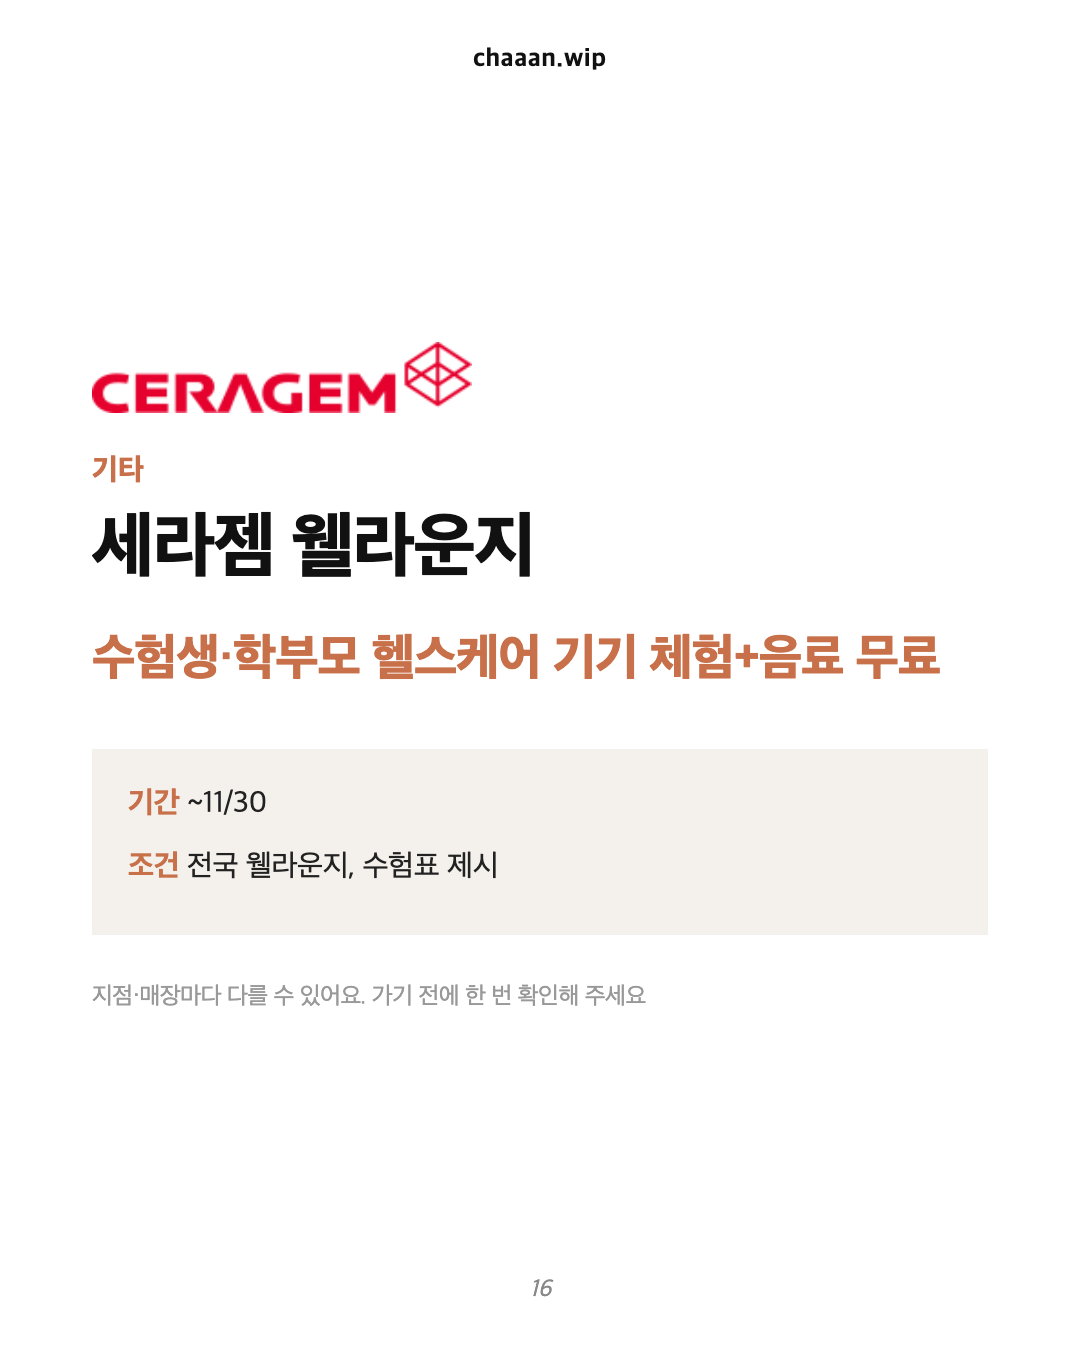 chaaan.wip
CERAGEM
기타
세라젬 웰라운지
수험생·학부모 헬스케어 기기 체험+음료 무료
기간 ~11/30
조건 전국 웰라운지, 수험표 제시
지점·매장마다 다를 수 있어요. 가기 전에 한 번 확인해 주세요
16